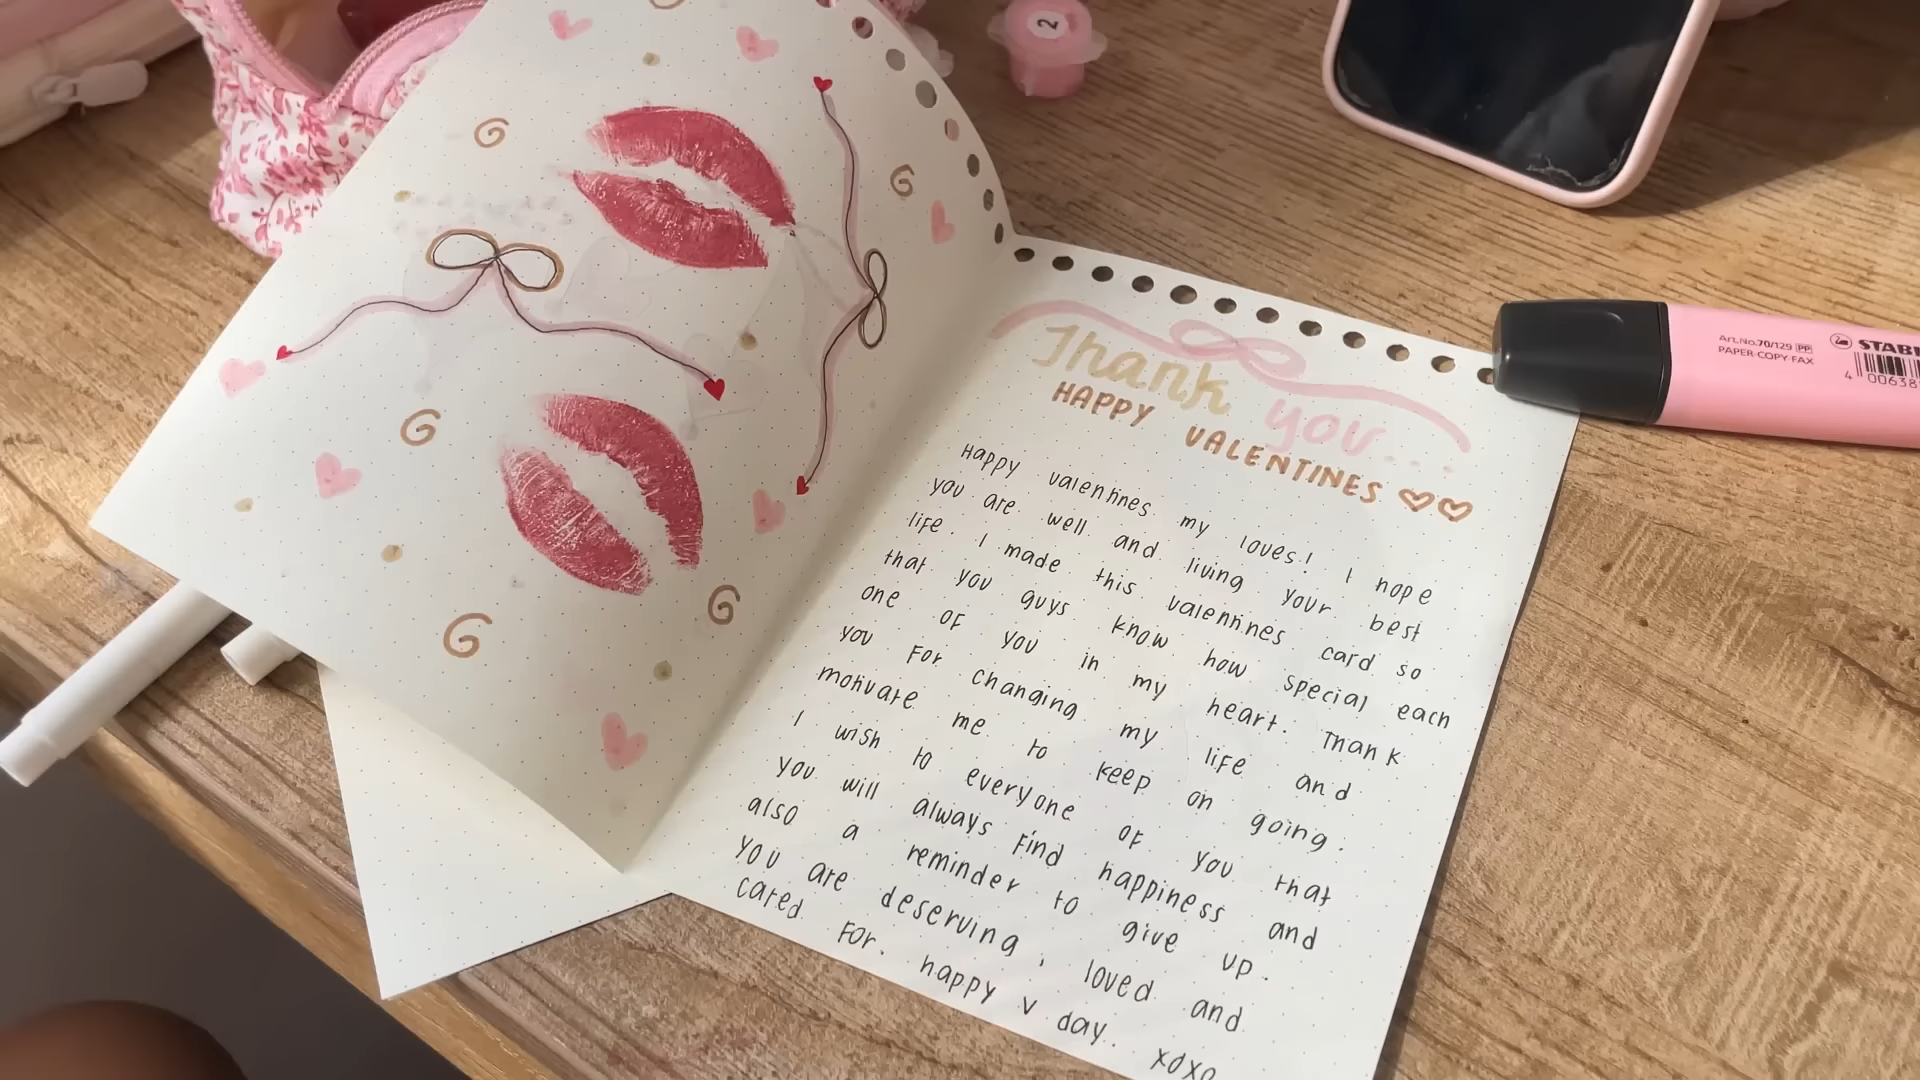 Thank you...
HAPPY VALENTINES
Happy valentines my loves! I hope
you are well and living your best
life. I made this valentines card so
that you guys know how special each
one of you in my heart. Thank
you for changing my life and
motivate me to keep on going.
I wish to everyone of you that
you will always find happiness and
also a reminder to give up.
you are deserving, loved and
cared for. happy v day. xoxo
2
Art.No.70/129 PP
PAPER·COPY·FAX
STABI
4 00638